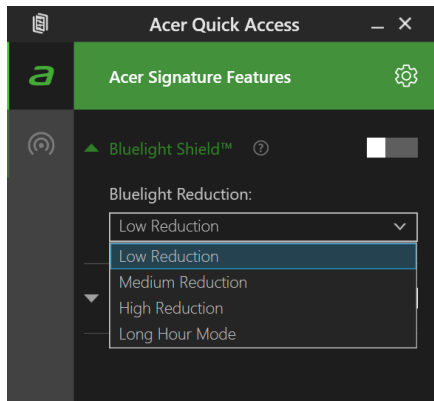 Acer Quick Access
a
Acer Signature Features
Bluelight Shield™ ?
Bluelight Reduction:
Low Reduction
Low Reduction
Medium Reduction
High Reduction
Long Hour Mode